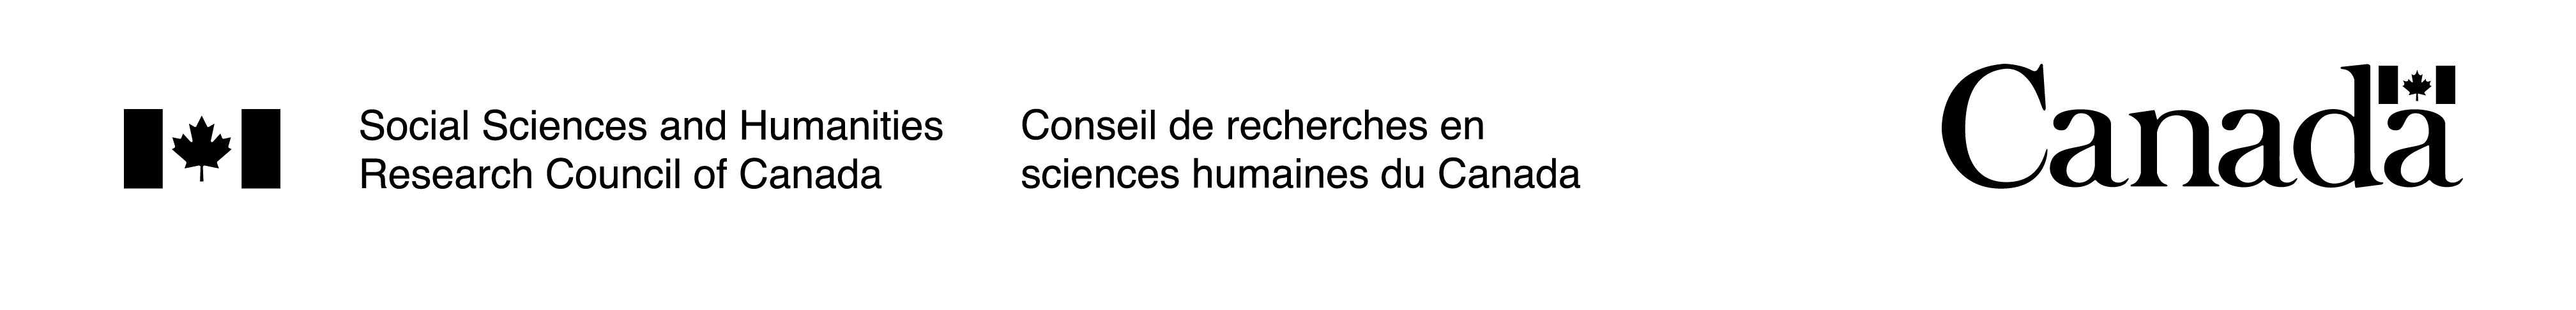 Social Sciences and Humanities
Research Council of Canada
Conseil de recherches en
sciences humaines du Canada
Canada